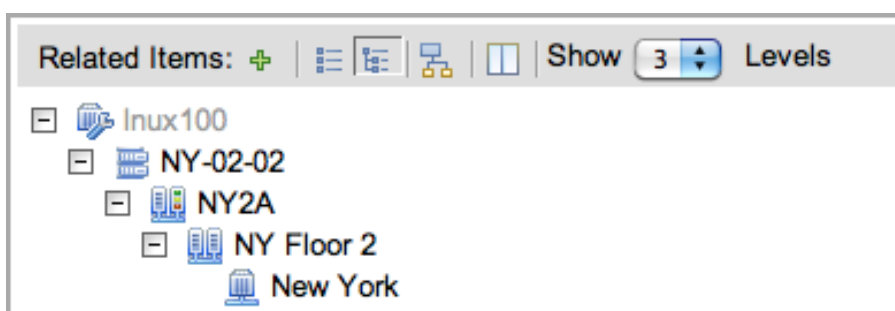 Related Items: Show 3 Levels
lnux100
NY-02-02
NY2A
NY Floor 2
New York